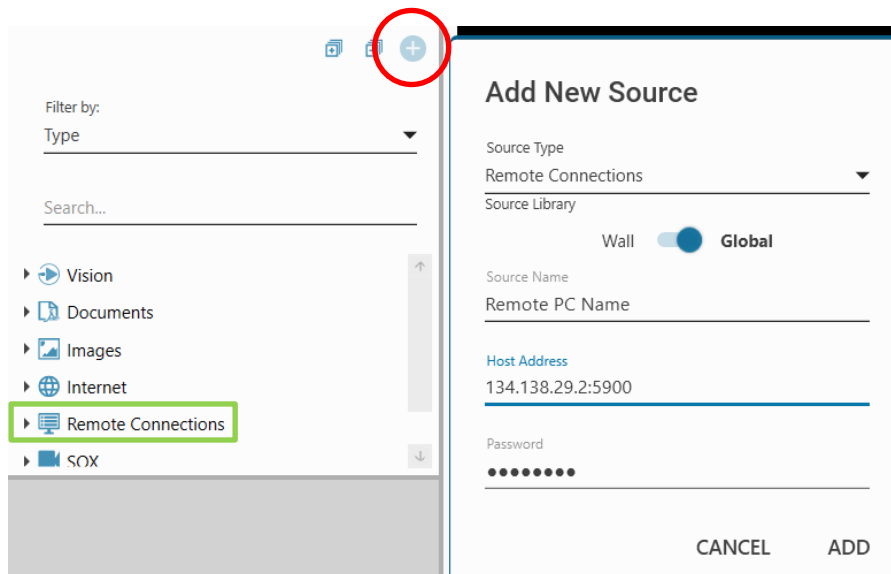 Filter by:
Type
Search...
Vision
Documents
Images
Internet
Remote Connections
SOX
Add New Source
Source Type
Remote Connections
Source Library
Wall Global
Source Name
Remote PC Name
Host Address
134.138.29.2:5900
Password
●●●●●●●●
CANCEL ADD